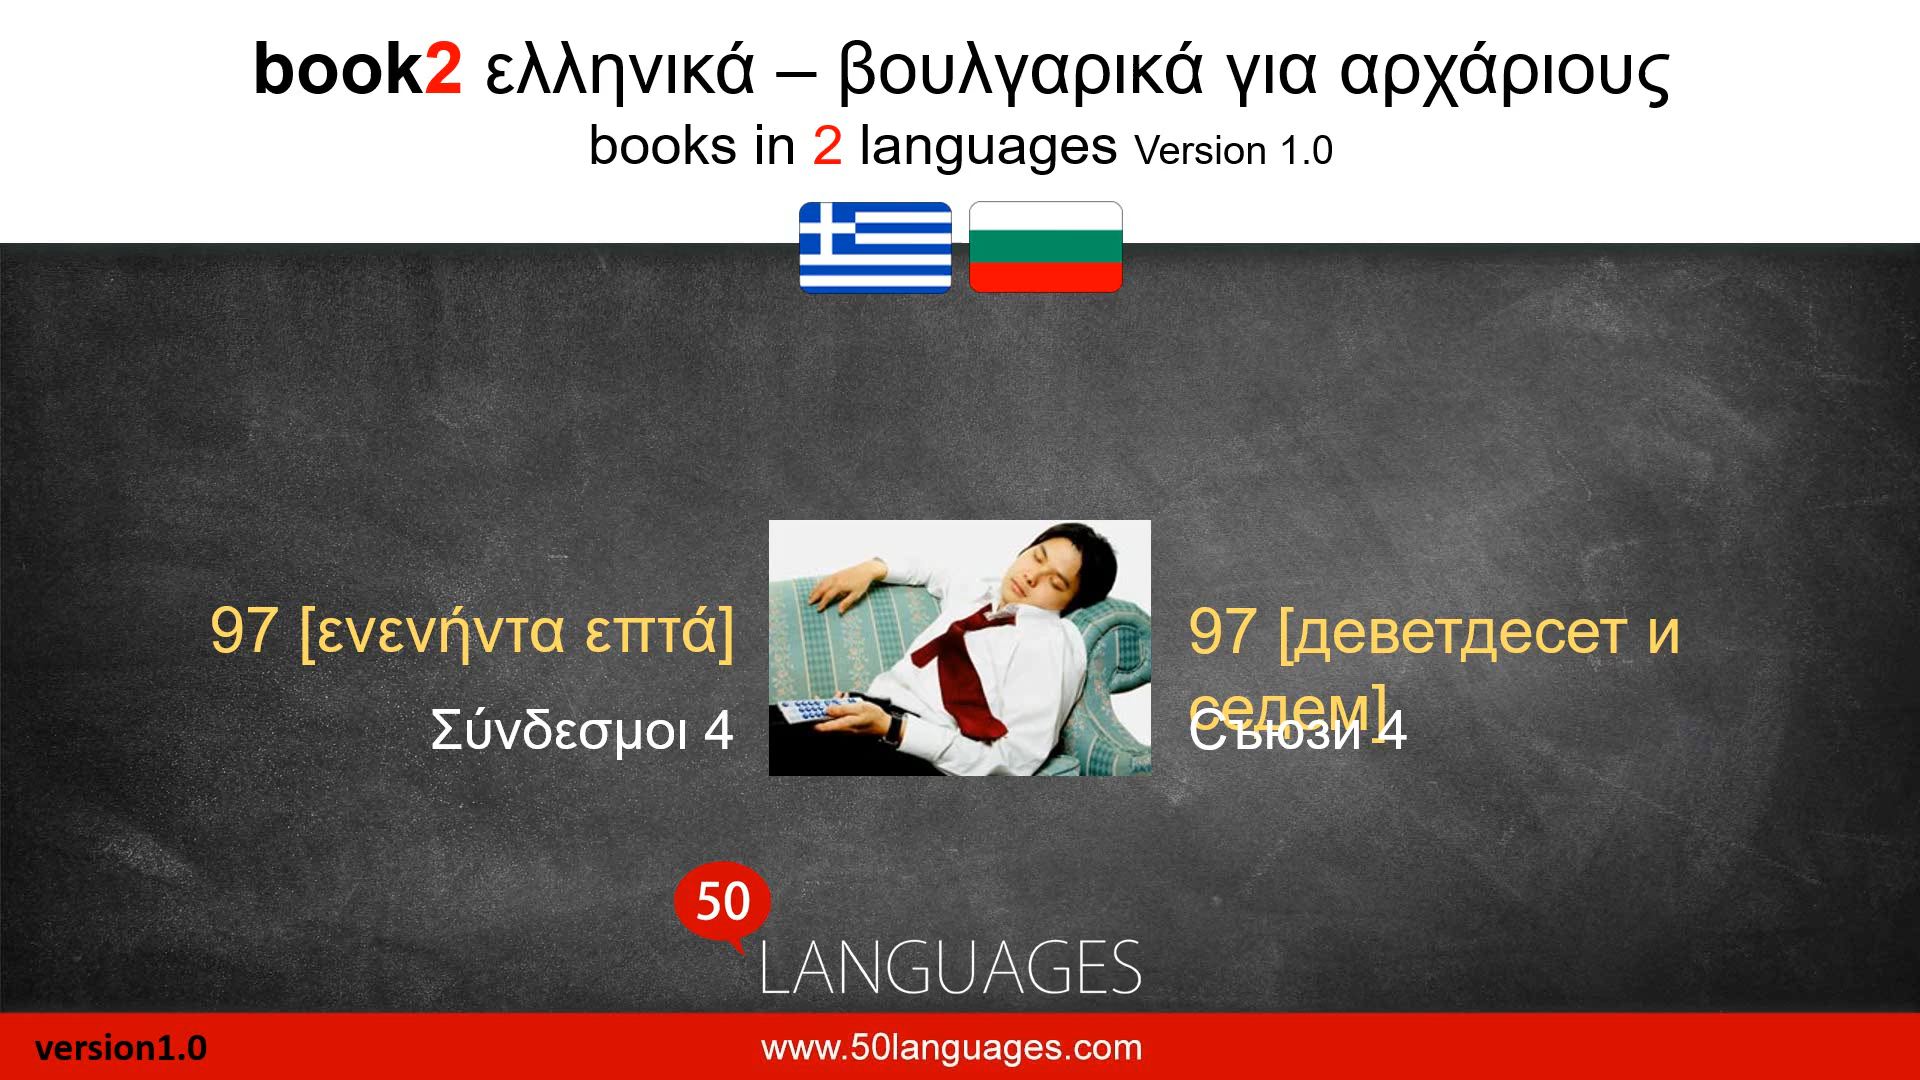 book2 ελληνικά – βουλγαρικά για αρχάριους
books in 2 languages Version 1.0
97 [ενενήντα επτά]
Σύνδεσμοι 4
97 [деветдесет и
седем]
Съюзи 4
50
LANGUAGES
version1.0
www.50languages.com